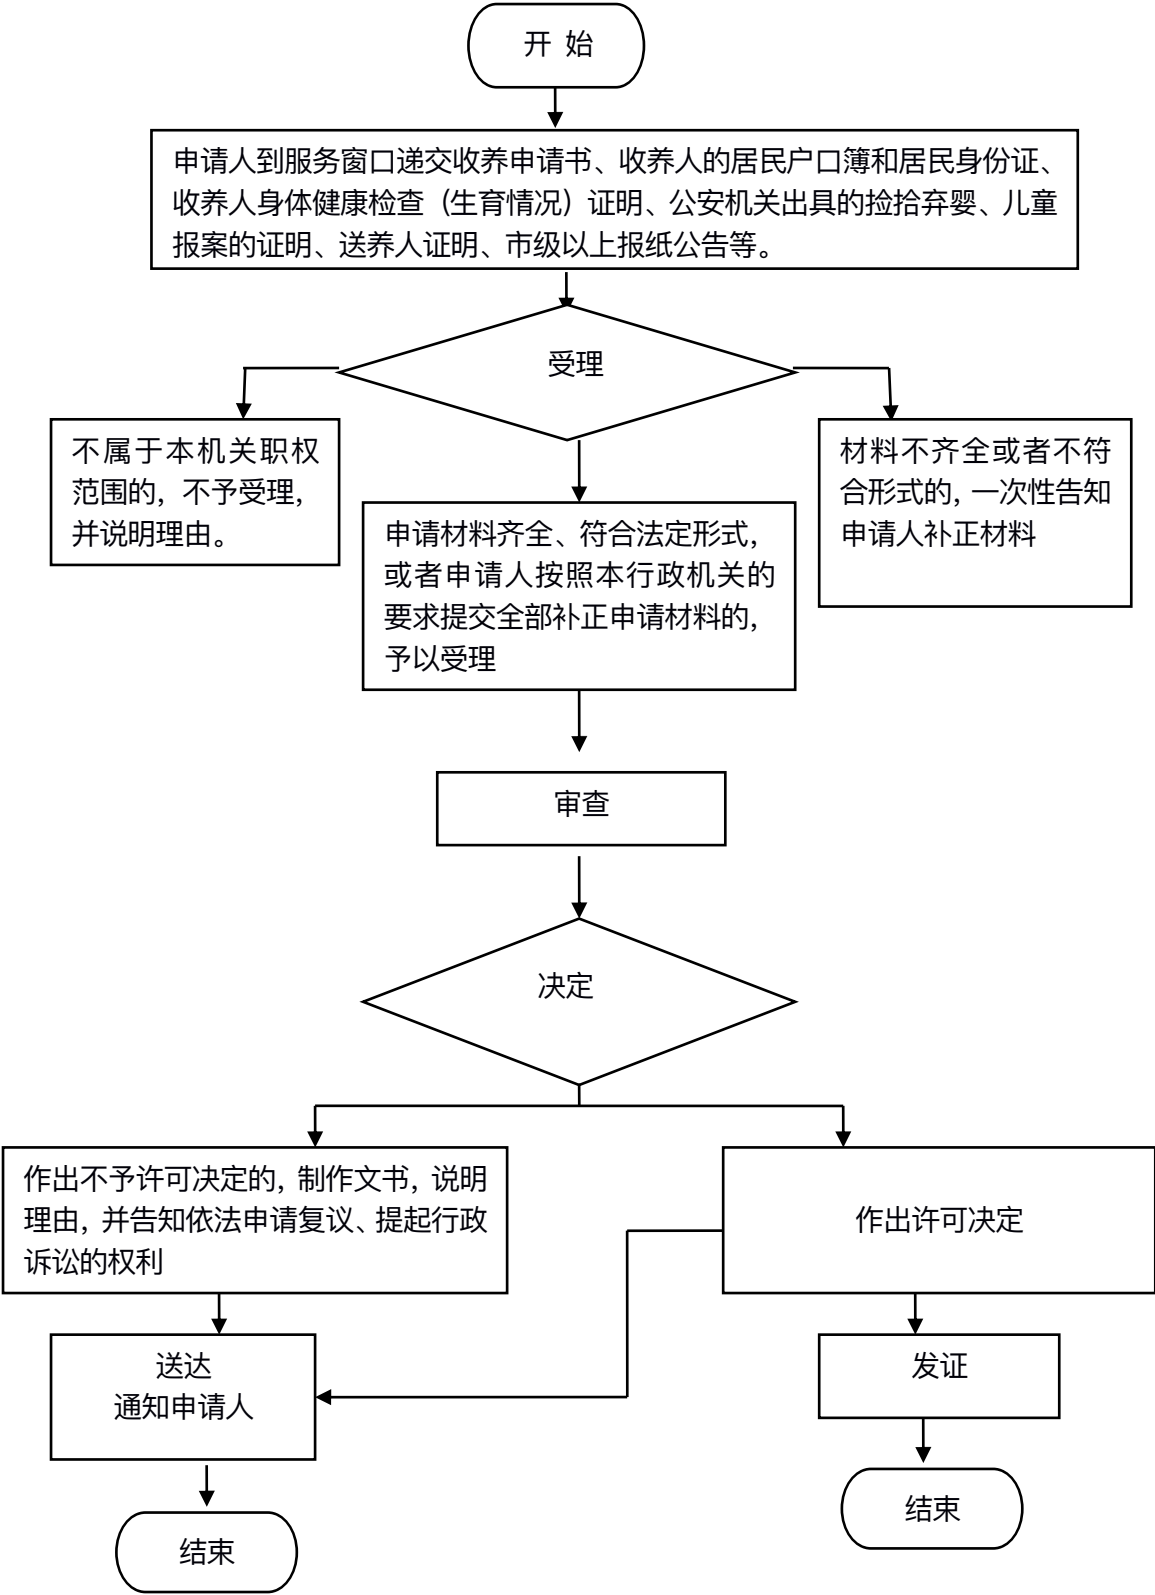 开 始
申请人到服务窗口递交收养申请书、收养人的居民户口簿和居民身份证、
收养人身体健康检查（生育情况）证明、公安机关出具的捡拾弃婴、儿童
报案的证明、送养人证明、市级以上报纸公告等。
受理
不属于本机关职权
范围的，不予受理，
并说明理由。
申请材料齐全、符合法定形式，
或者申请人按照本行政机关的
要求提交全部补正申请材料的，
予以受理
材料不齐全或者不符
合形式的，一次性告知
申请人补正材料
审查
决定
作出不予许可决定的，制作文书，说明
理由，并告知依法申请复议、提起行政
诉讼的权利
作出许可决定
送达
通知申请人
发证
结束
结束